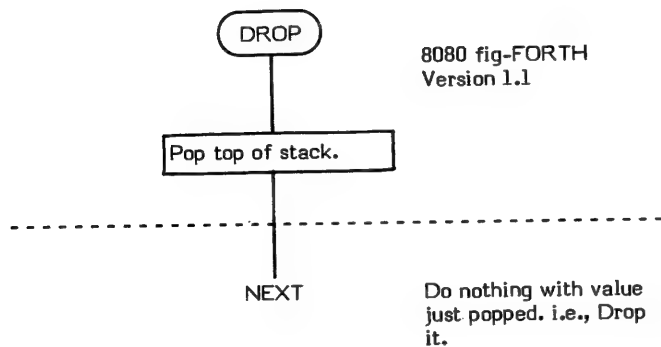 DROP
8080 fig-FORTH
Version 1.1
Pop top of stack.
NEXT
Do nothing with value
just popped. i.e., Drop
it.